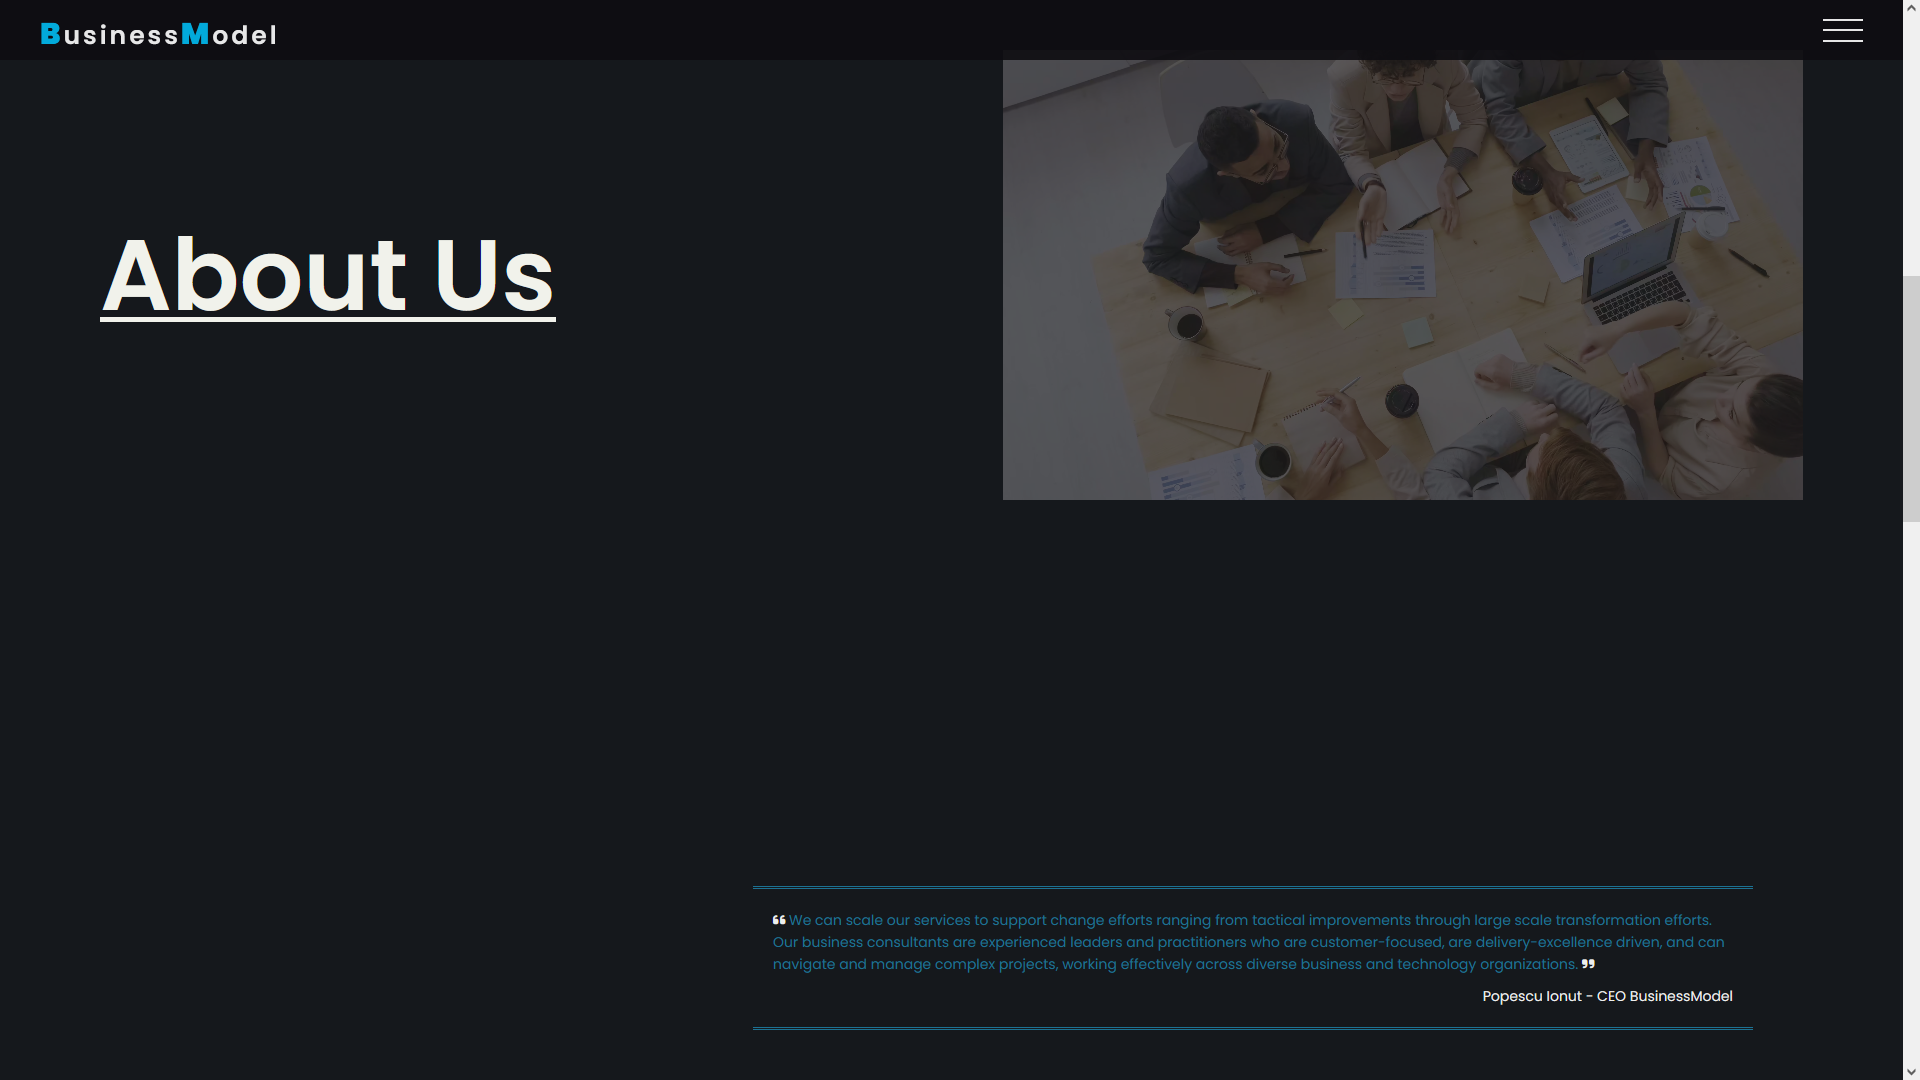 BusinessModel
About Us
❝ We can scale our services to support change efforts ranging from tactical improvements through large scale transformation efforts.
Our business consultants are experienced leaders and practitioners who are customer-focused, are delivery-excellence driven, and can
navigate and manage complex projects, working effectively across diverse business and technology organizations. ❞
Popescu Ionut - CEO BusinessModel